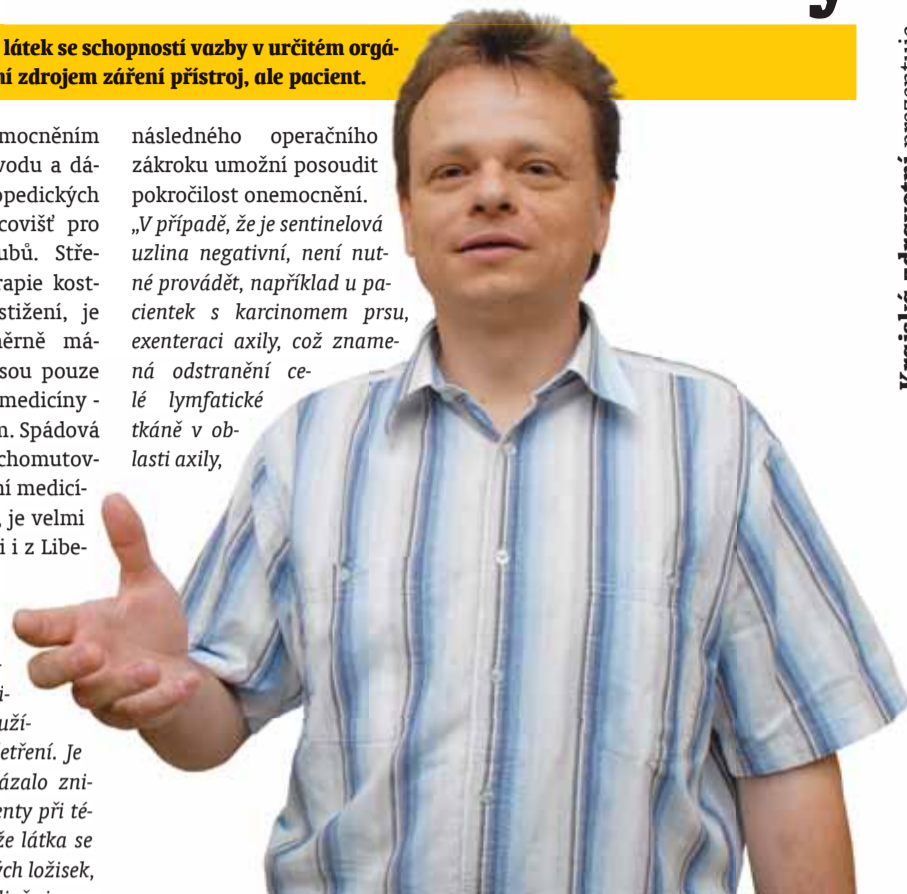 látek se schopností vazby v určitém orgá-
ní zdrojem záření přístroj, ale pacient.
mocněním
vodu a dá-
opedických
covišť pro
ubů. Stře-
rapie kost-
stižení, je
ěrně má-
sou pouze
medicíny -
m. Spádová
chomutov-
ní medicí-
, je velmi
i i z Libe-
i-
uží-
etření. Je
ázalo zni-
enty při té-
že látka se
ých ložisek,
následného operačního
zákroku umožní posoudit
pokročilost onemocnění.
„V případě, že je sentinelová
uzlina negativní, není nut-
né provádět, například u pa-
cientek s karcinomem prsu,
exenteraci axily, což zname-
ná odstranění ce-
lé lymfatické
tkáně v ob-
lasti axily,
Krajská zdravotní prezentuje